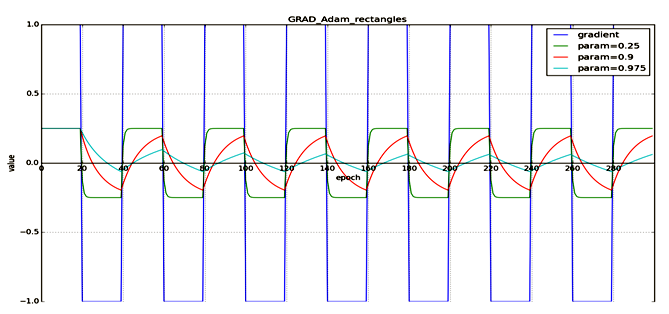 GRAD_Adam_rectangles
gradient
param=0.25
param=0.9
param=0.975
value
1.0
0.5
0.0
−0.5
−1.0
0 20 40 60 80 100 120 140 160 180 200 220 240 260 280
epoch